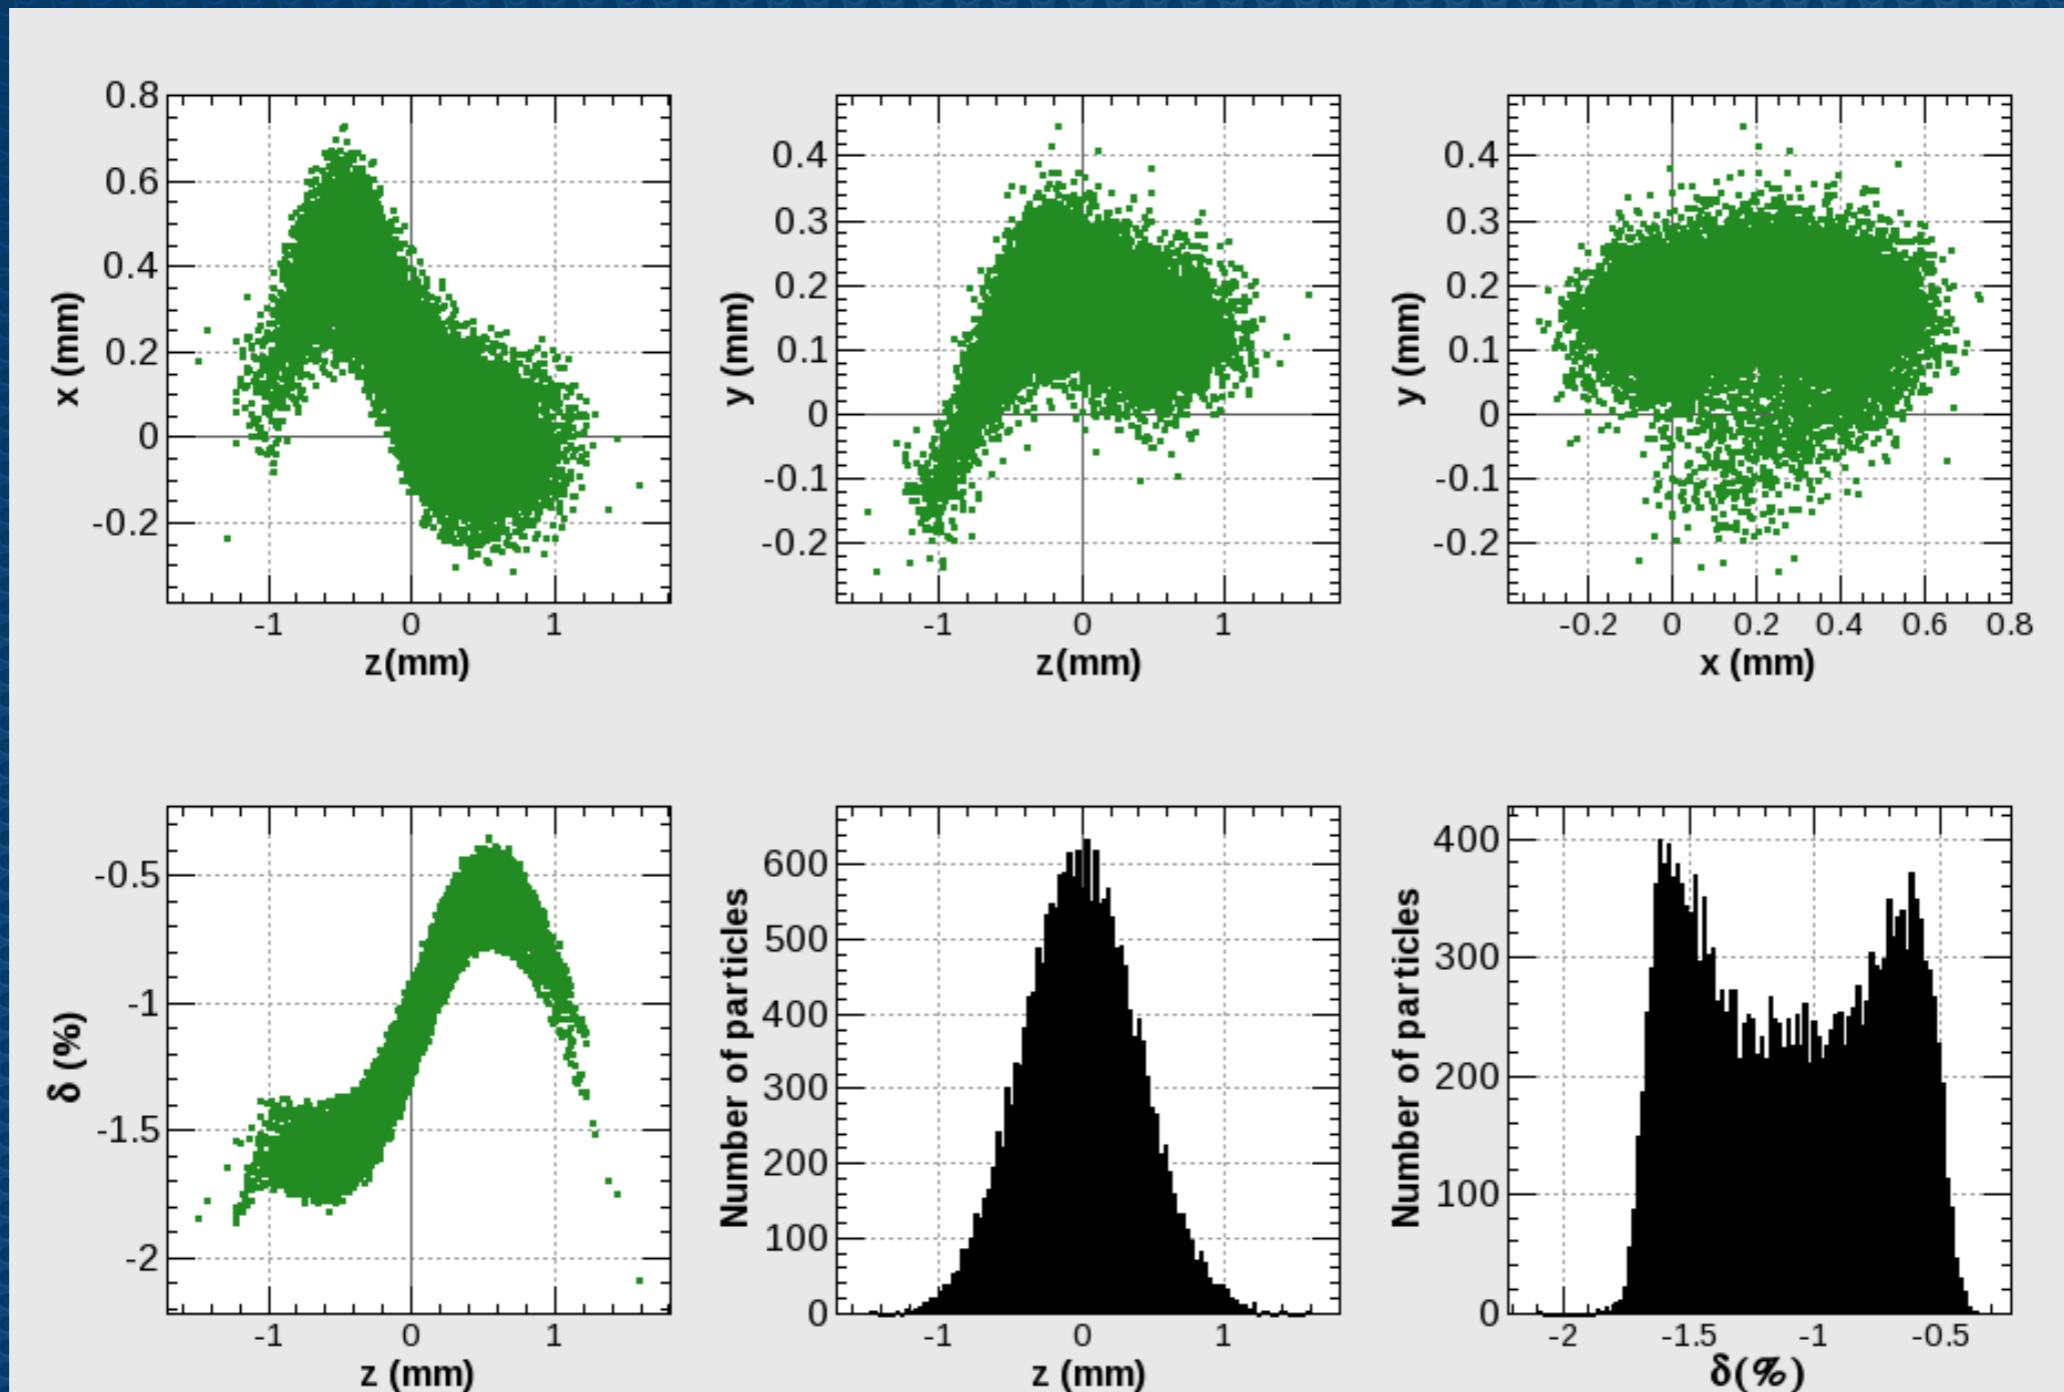 0.8
0.6
0.4
0.2
0
-0.2
x (mm)
-1 0 1
z(mm)
0.4
0.3
0.2
0.1
0
-0.1
-0.2
y (mm)
-1 0 1
z(mm)
0.4
0.3
0.2
0.1
0
-0.1
-0.2
y (mm)
-0.2 0 0.2 0.4 0.6 0.8
x (mm)
-0.5
-1
-1.5
-2
δ (%)
-1 0 1
z (mm)
600
500
400
300
200
100
0
Number of particles
-1 0 1
z (mm)
400
300
200
100
0
Number of particles
-2 -1.5 -1 -0.5
δ(%)